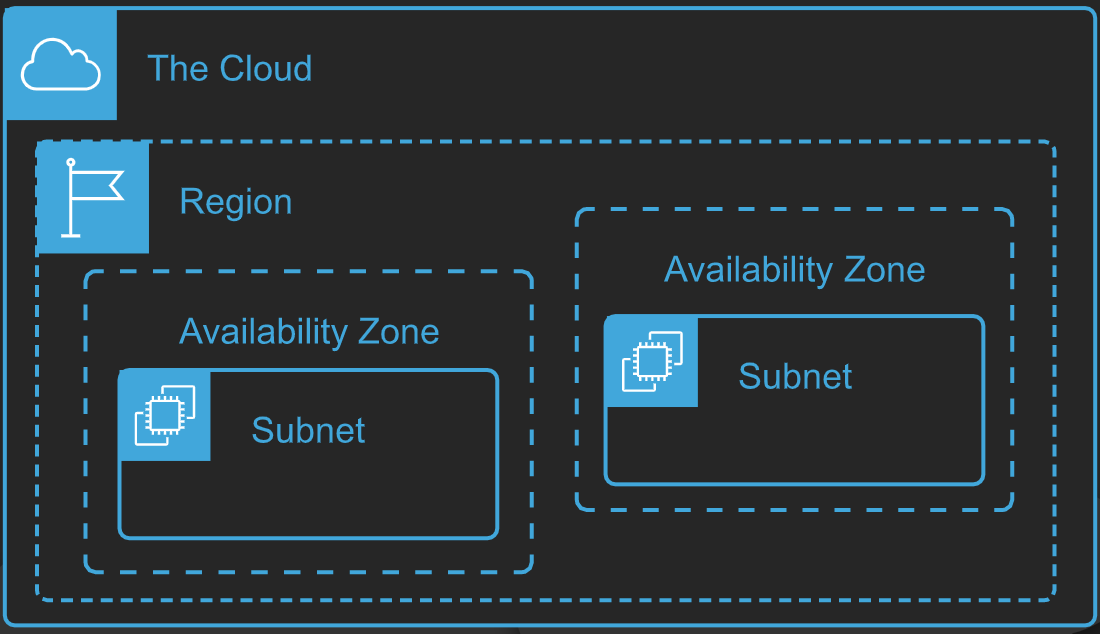 The Cloud
Region
Availability Zone
Subnet
Availability Zone
Subnet